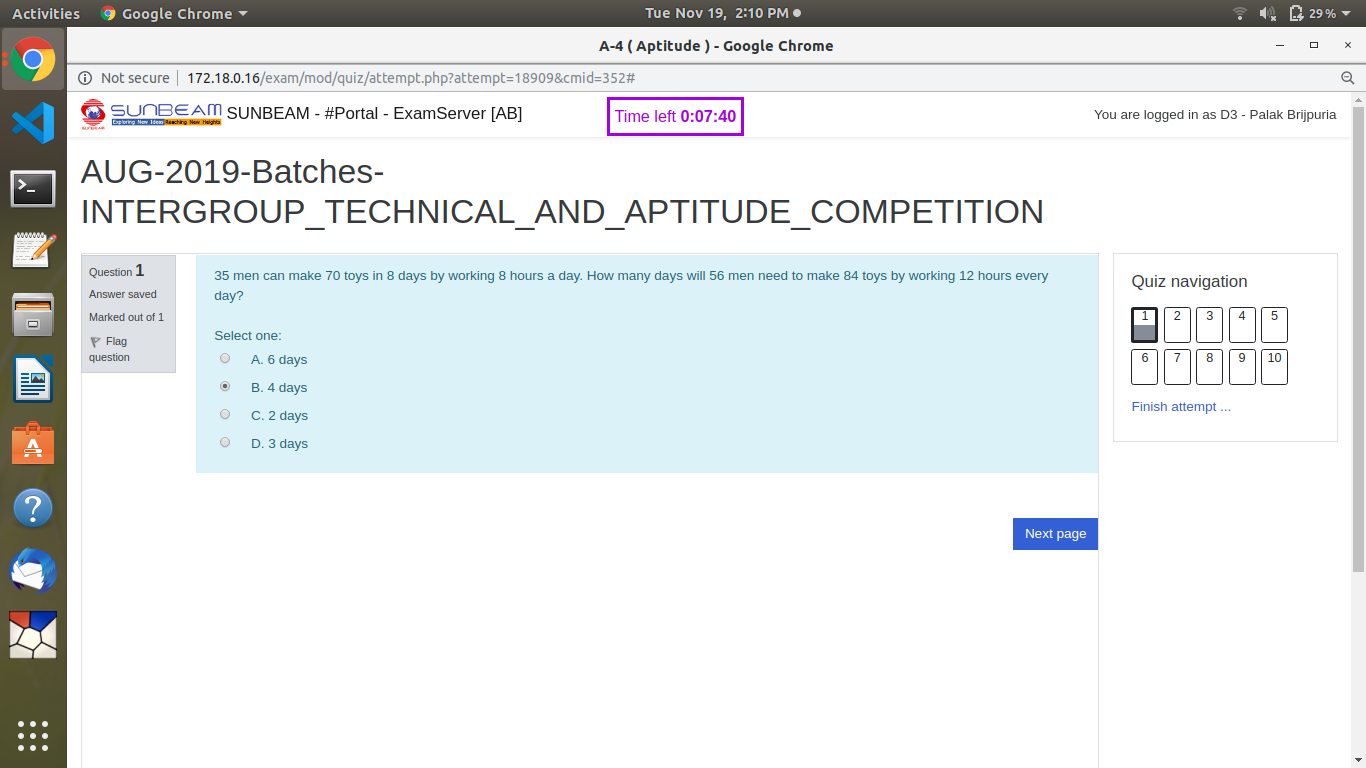 Activities Google Chrome Tue Nov 19, 2:10 PM 29 %
A-4 ( Aptitude ) - Google Chrome
Not secure 172.18.0.16/exam/mod/quiz/attempt.php?attempt=18909&cmid=352#
SUNBEAM
Exploring New Ideas Reaching New Heights
SUNBEAM
SUNBEAM - #Portal - ExamServer [AB]
Time left 0:07:40
You are logged in as D3 - Palak Brijpuria
AUG-2019-Batches-
INTERGROUP_TECHNICAL_AND_APTITUDE_COMPETITION
Question 1
Answer saved
Marked out of 1
Flag
question
35 men can make 70 toys in 8 days by working 8 hours a day. How many days will 56 men need to make 84 toys by working 12 hours every
day?
Select one:
A. 6 days
B. 4 days
C. 2 days
D. 3 days
Next page
Quiz navigation
1 2 3 4 5
6 7 8 9 10
Finish attempt ...